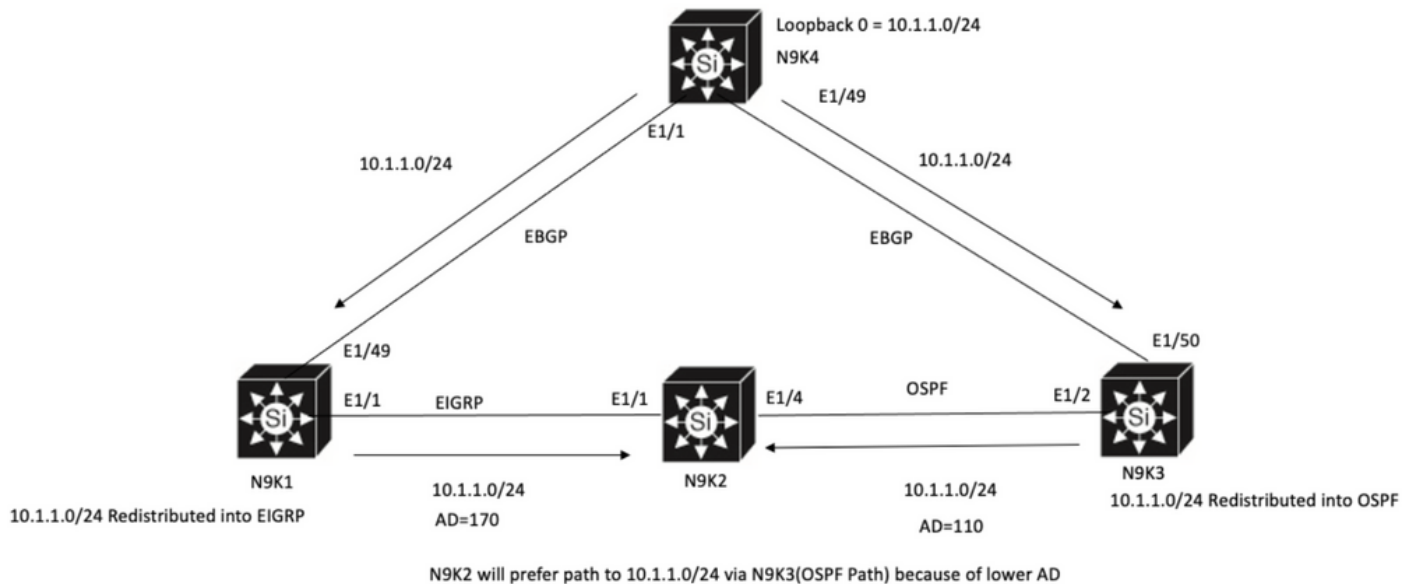 Loopback 0 = 10.1.1.0/24
Si
N9K4
E1/49
E1/1
10.1.1.0/24
10.1.1.0/24
EBGP
EBGP
E1/49
E1/50
Si
E1/1
EIGRP
E1/1
Si
E1/4
OSPF
E1/2
Si
N9K1
N9K2
N9K3
10.1.1.0/24 Redistributed into EIGRP
10.1.1.0/24
AD=170
10.1.1.0/24
AD=110
10.1.1.0/24 Redistributed into OSPF
N9K2 will prefer path to 10.1.1.0/24 via N9K3(OSPF Path) because of lower AD